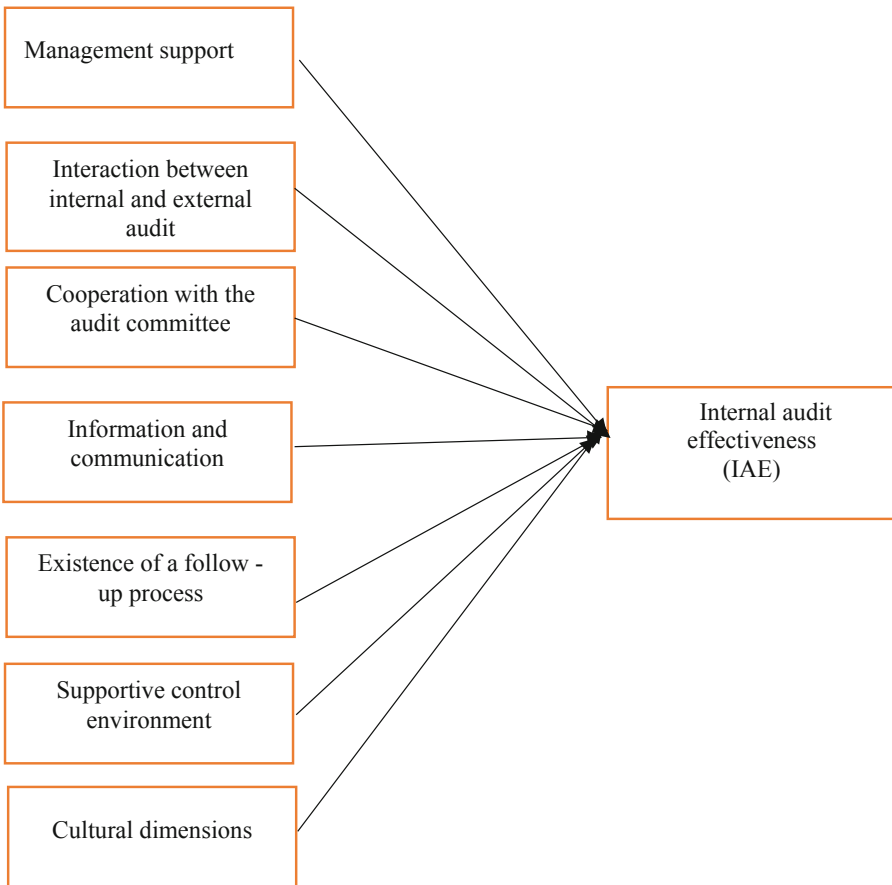 Management support
Interaction between
internal and external
audit
Cooperation with the
audit committee
Information and
communication
Existence of a follow -
up process
Supportive control
environment
Cultural dimensions
Internal audit
effectiveness
(IAE)